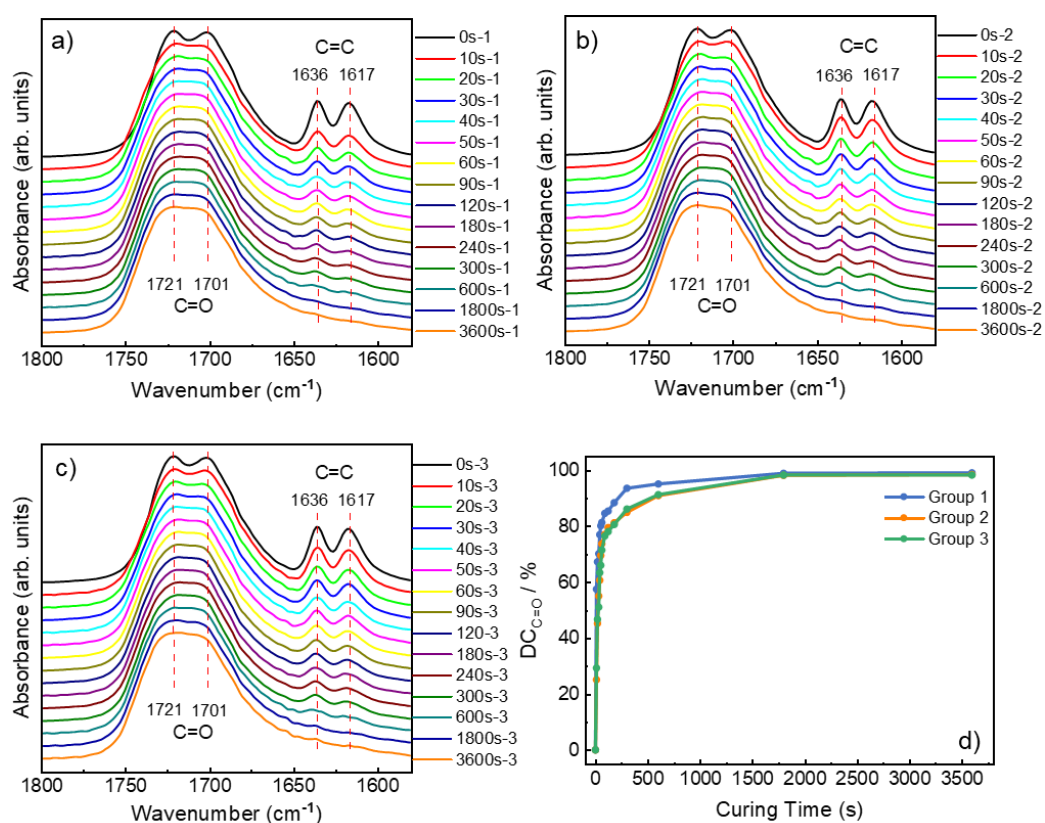 a)
C=C
1636
1617
1721
1701
C=O
Absorbance (arb. units)
1800
1750
1700
1650
1600
Wavenumber (cm-1)
0s-1
10s-1
20s-1
30s-1
40s-1
50s-1
60s-1
90s-1
120s-1
180s-1
240s-1
300s-1
600s-1
1800s-1
3600s-1
b)
C=C
1636
1617
1721
1701
C=O
Absorbance (arb. units)
1800
1750
1700
1650
1600
Wavenumber (cm-1)
0s-2
10s-2
20s-2
30s-2
40s-2
50s-2
60s-2
90s-2
120s-2
180s-2
240s-2
300s-2
600s-2
1800s-2
3600s-2
c)
C=C
1636
1617
1721
1701
C=O
Absorbance (arb. units)
1800
1750
1700
1650
1600
Wavenumber (cm-1)
0s-3
10s-3
20s-3
30s-3
40s-3
50s-3
60s-3
90s-3
120-3
180s-3
240s-3
300s-3
600s-3
1800s-3
3600s-3
DC C=O / %
100
80
60
40
20
0
Group 1
Group 2
Group 3
d)
0
500
1000
1500
2000
2500
3000
3500
Curing Time (s)